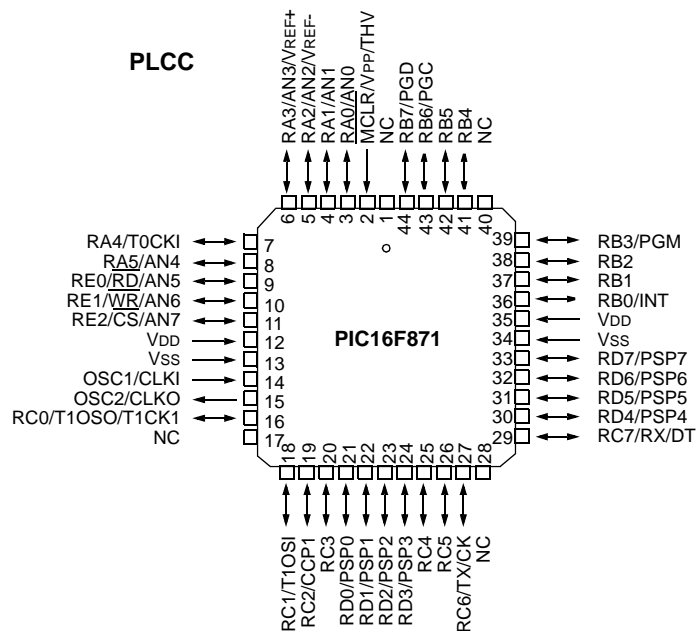 PLCC
RA3/AN3/VREF+
RA2/AN2/VREF-
RA1/AN1
RA0/AN0
MCLR/VPP/THV
NC
RB7/PGD
RB6/PGC
RB5
RB4
NC
6
5
4
3
2
1
44
43
42
41
40
RA4/T0CKI 7
RA5/AN4 8
RE0/RD/AN5 9
RE1/WR/AN6 10
RE2/CS/AN7 11
VDD 12
VSS 13
OSC1/CLKI 14
OSC2/CLKO 15
RC0/T1OSO/T1CK1 16
NC 17
PIC16F871
39 RB3/PGM
38 RB2
37 RB1
36 RB0/INT
35 VDD
34 VSS
33 RD7/PSP7
32 RD6/PSP6
31 RD5/PSP5
30 RD4/PSP4
29 RC7/RX/DT
18
19
20
21
22
23
24
25
26
27
28
RC1/T1OSI
RC2/CCP1
RC3
RD0/PSP0
RD1/PSP1
RD2/PSP2
RD3/PSP3
RC4
RC5
RC6/TX/CK
NC